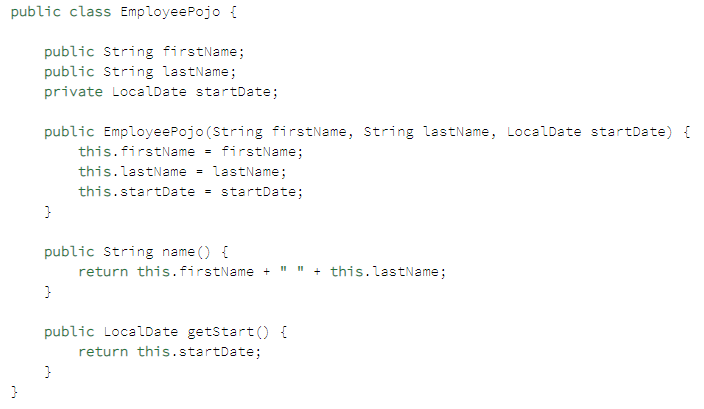 public class EmployeePojo {
public String firstName;
public String lastName;
private LocalDate startDate;
public EmployeePojo(String firstName, String lastName, LocalDate startDate) {
this.firstName = firstName;
this.lastName = lastName;
this.startDate = startDate;
}
public String name() {
return this.firstName + " " + this.lastName;
}
public LocalDate getStart() {
return this.startDate;
}
}